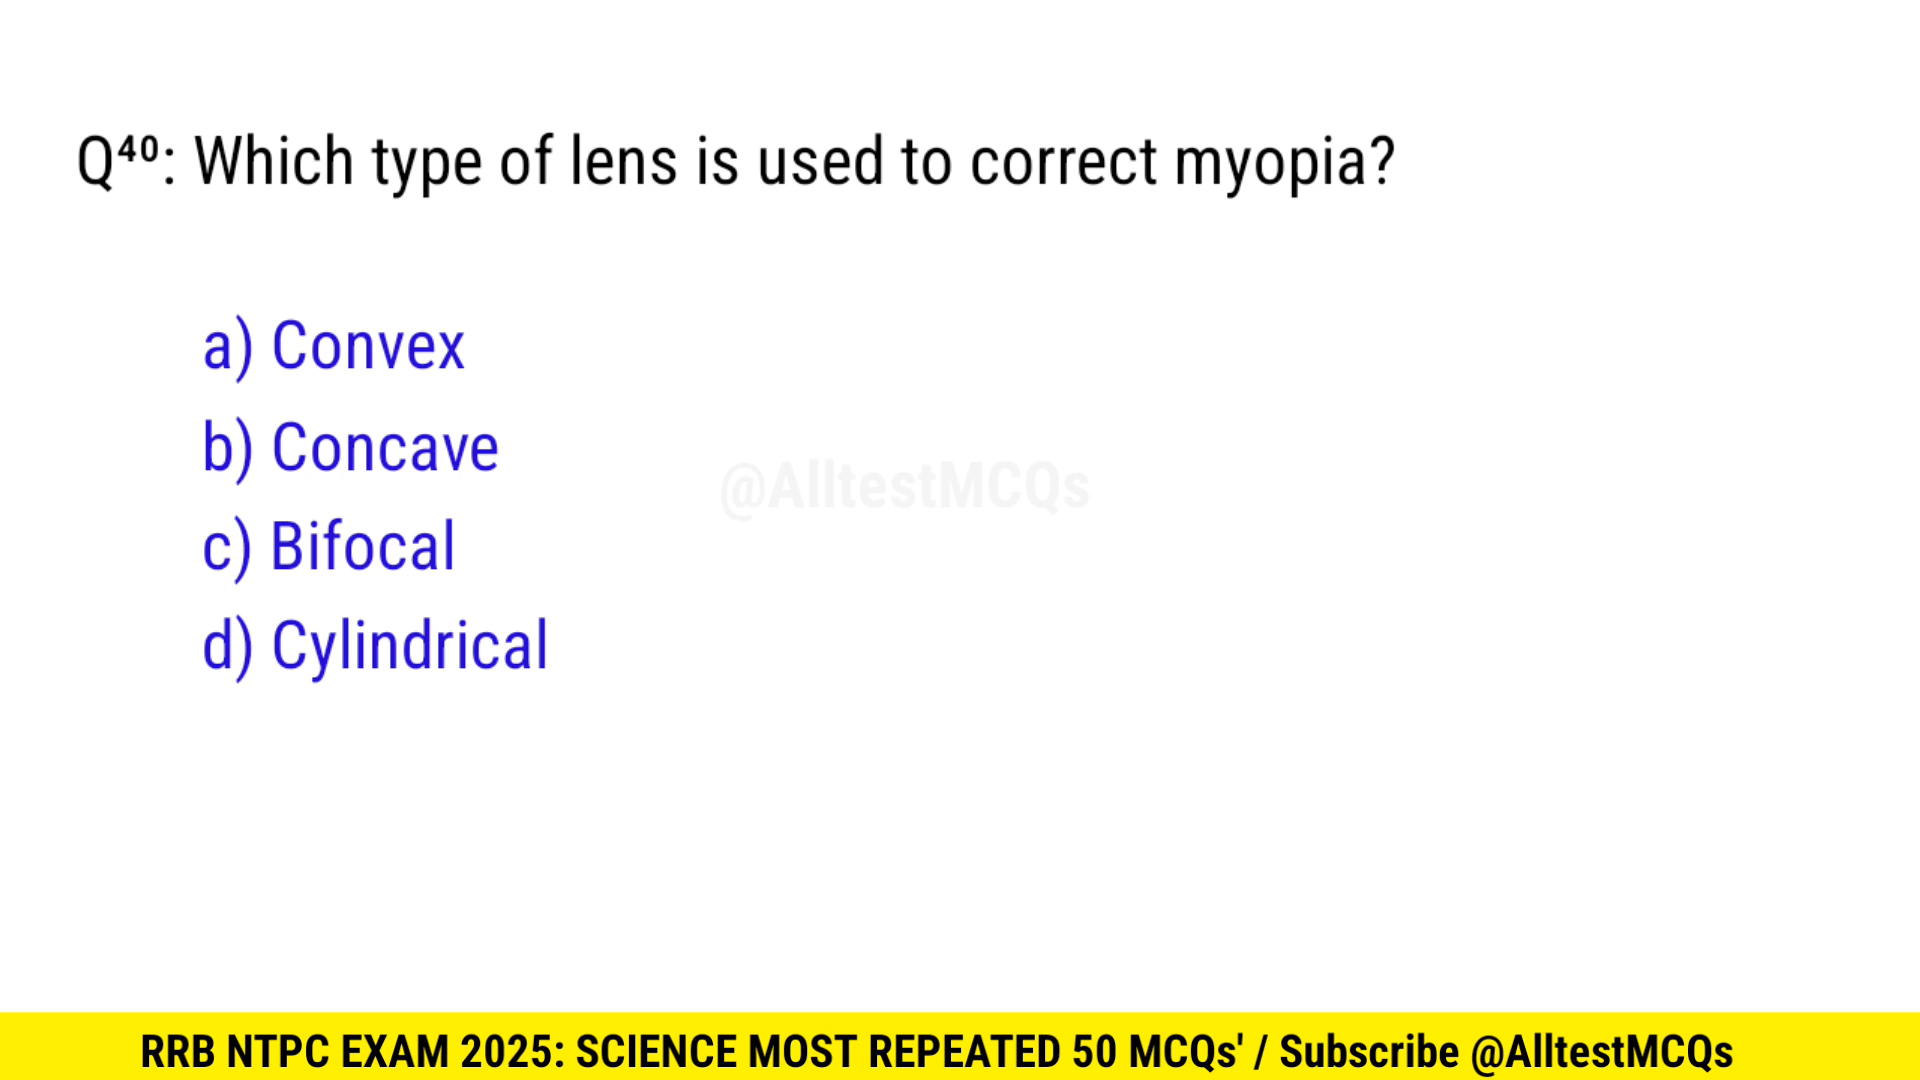 Q⁴⁰: Which type of lens is used to correct myopia?
a) Convex
b) Concave
@AlltestMCQs
c) Bifocal
d) Cylindrical
RRB NTPC EXAM 2025: SCIENCE MOST REPEATED 50 MCQs' / Subscribe @AlltestMCQs